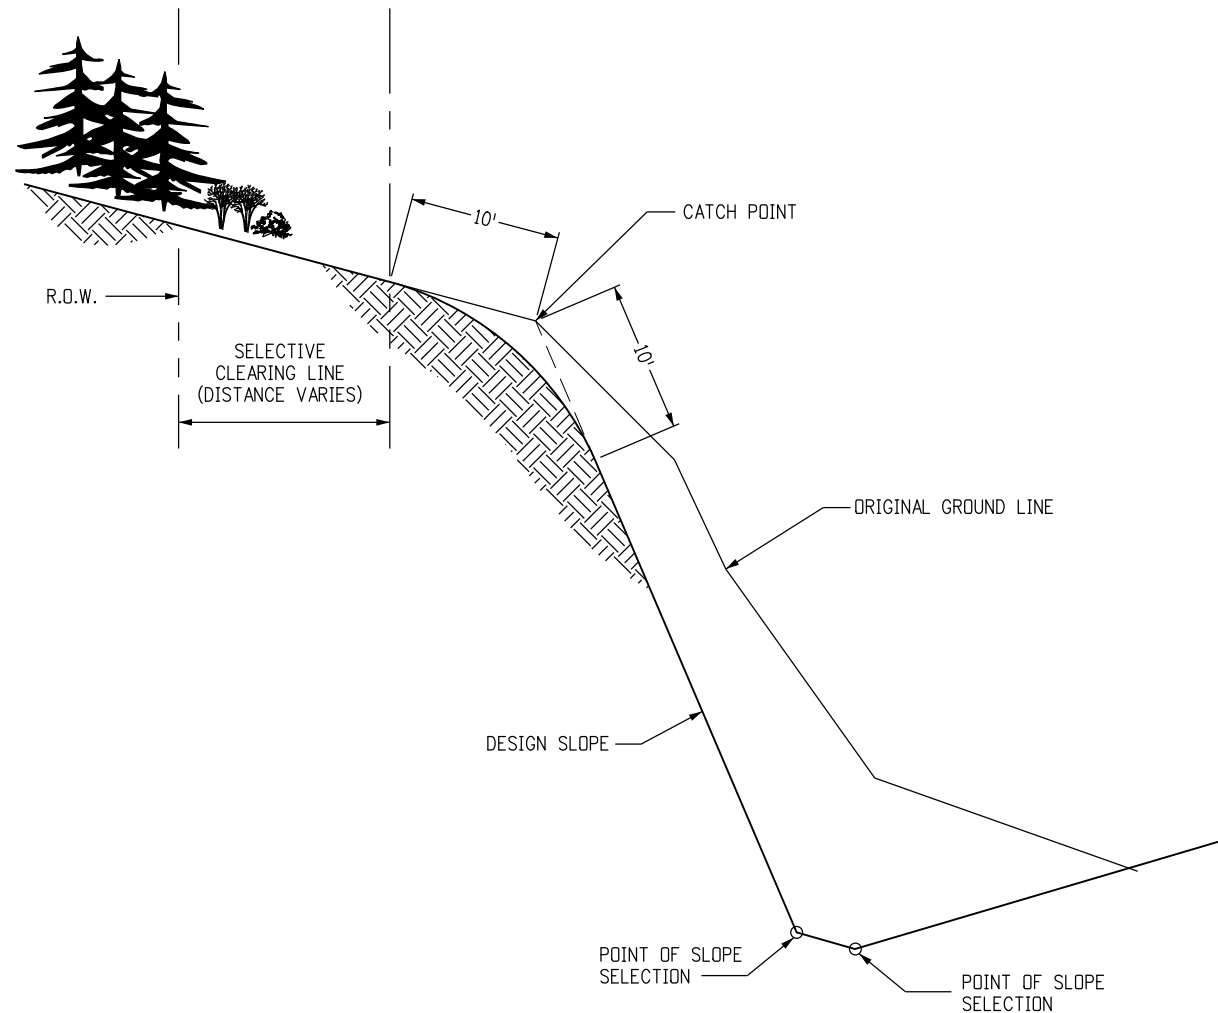 10'
CATCH POINT
R.O.W.
10'
SELECTIVE
CLEARING LINE
(DISTANCE VARIES)
ORIGINAL GROUND LINE
DESIGN SLOPE
POINT OF SLOPE
SELECTION
POINT OF SLOPE
SELECTION